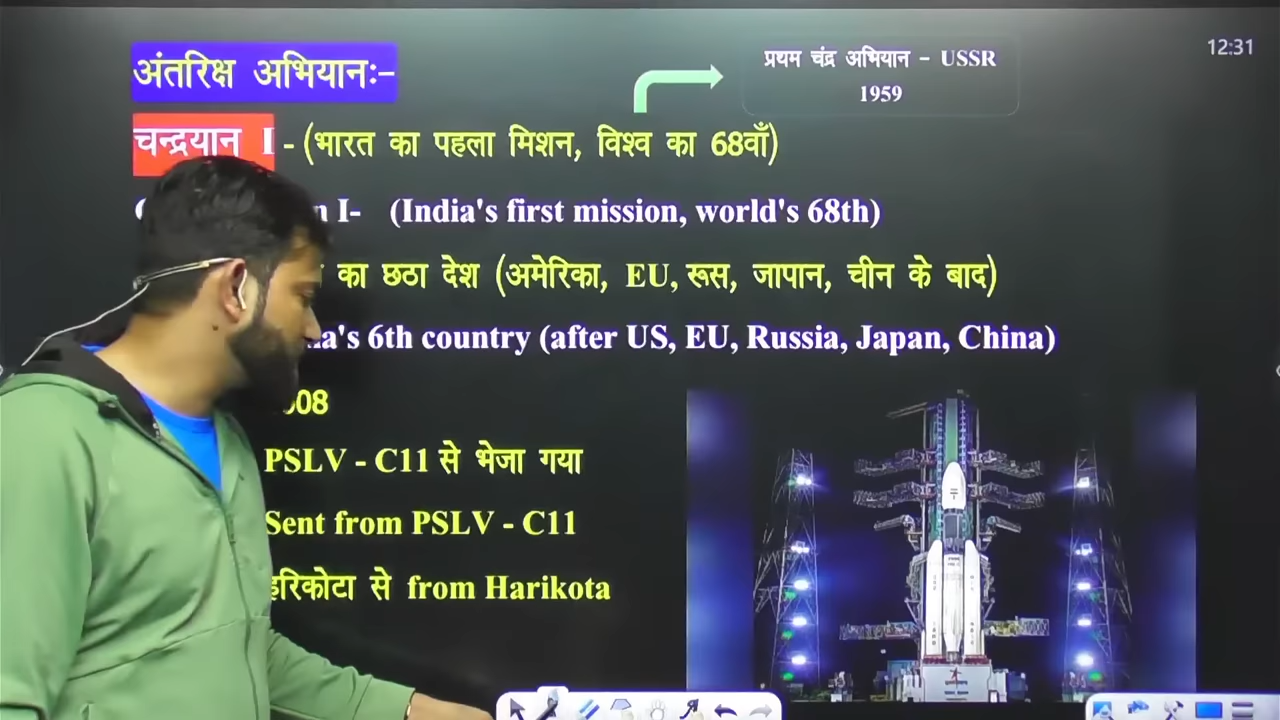 12:31
अंतरिक्ष अभियानः-
प्रथम चंद्र अभियान - USSR
1959
चन्द्रयान I - (भारत का पहला मिशन, विश्व का 68वाँ)
I- (India's first mission, world's 68th)
का छठा देश (अमेरिका, EU, रूस, जापान, चीन के बाद)
6th country (after US, EU, Russia, Japan, China)
PSLV - C11 से भेजा गया
Sent from PSLV - C11
से from Harikota